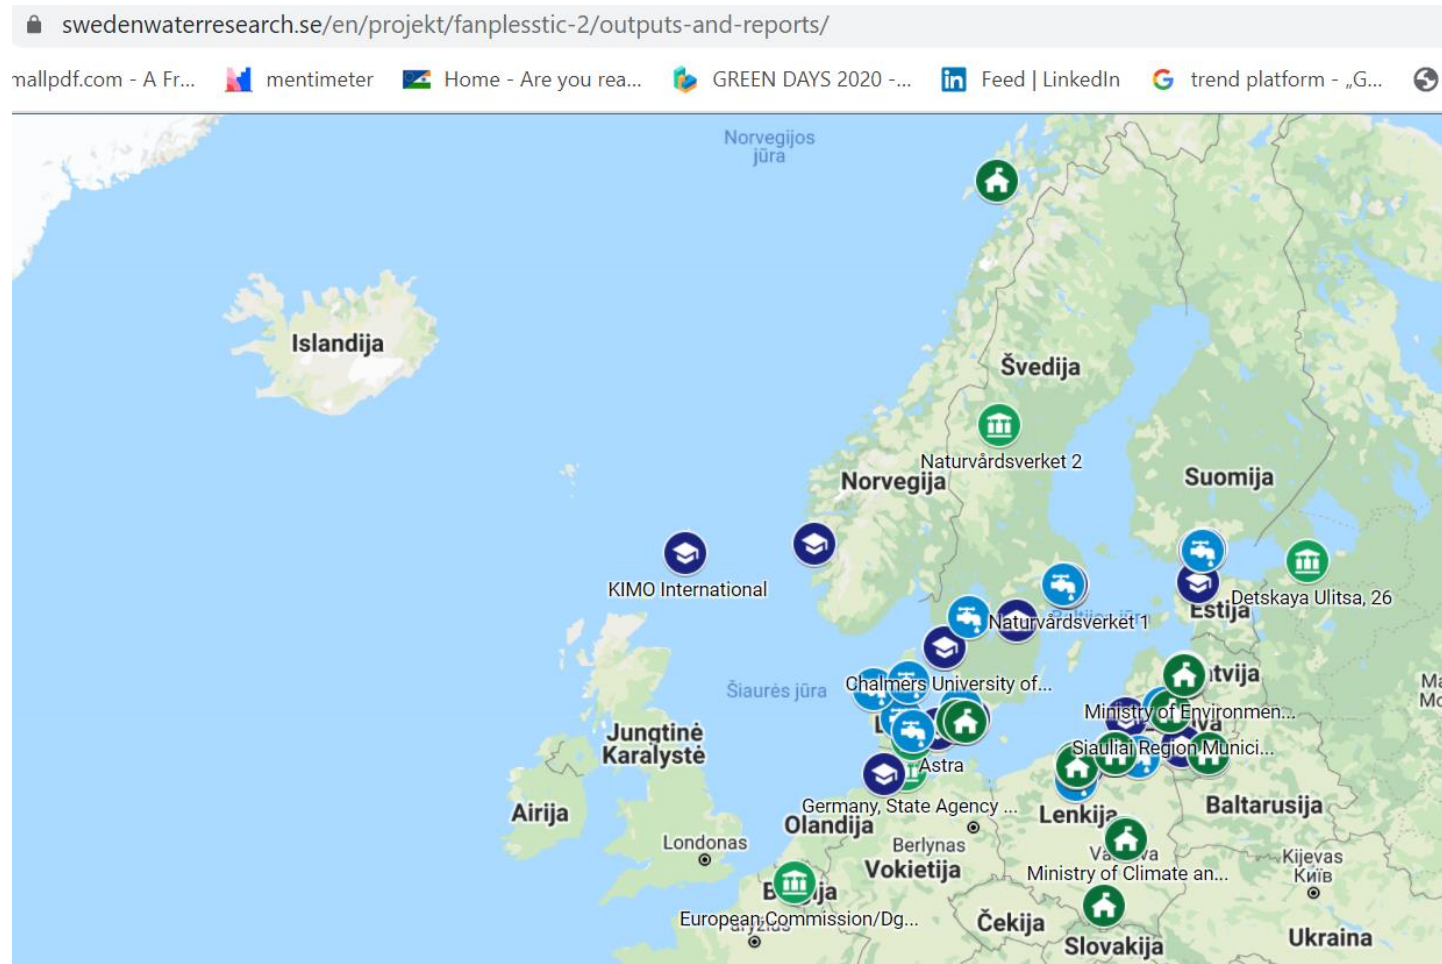 swedenwaterresearch.se/en/projekt/fanplesstic-2/outputs-and-reports/
mallpdf.com - A Fr...
mentimeter
Home - Are you rea...
GREEN DAYS 2020 -...
in
Feed | LinkedIn
trend platform - „G...
Norvegijos
jūra
Islandija
Švedija
Naturvårdsverket 2
Norvegija
Suomija
KIMO International
Detskaya Ulitsa, 26
Estija
Naturvårdsverket 1
Šiaurės jūra
Chalmers University of...
tvija
Ministry of Environmen...
Jungtinė
Karalystė
Siauliai Region Munici...
Astra
Germany, State Agency ...
Airija
Olandija
Lenkija
Baltarusija
Londonas
Berlynas
Vokietija
Ministry of Climate an...
Kijevas
Київ
European Commission/Dg...
Čekija
Slovakija
Ukraina